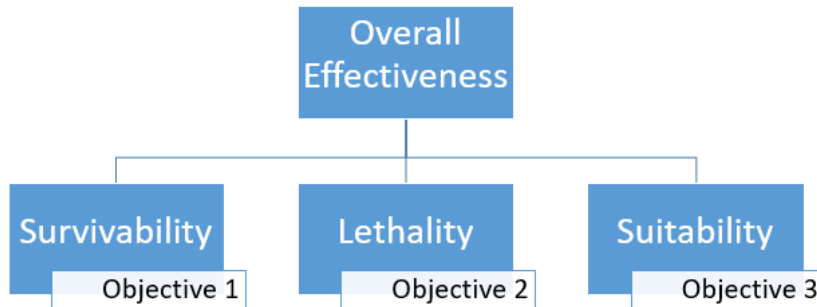 Overall
Effectiveness
Survivability
Objective 1
Lethality
Objective 2
Suitability
Objective 3